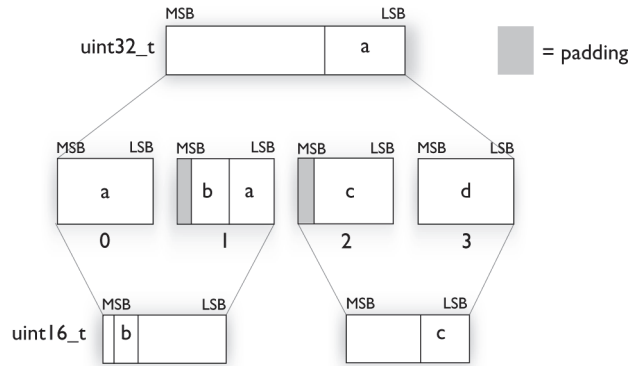 MSB LSB
uint32_t a = padding
MSB LSB MSB LSB MSB LSB MSB LSB
a b a c d
0 1 2 3
MSB LSB MSB LSB
uint16_t b c